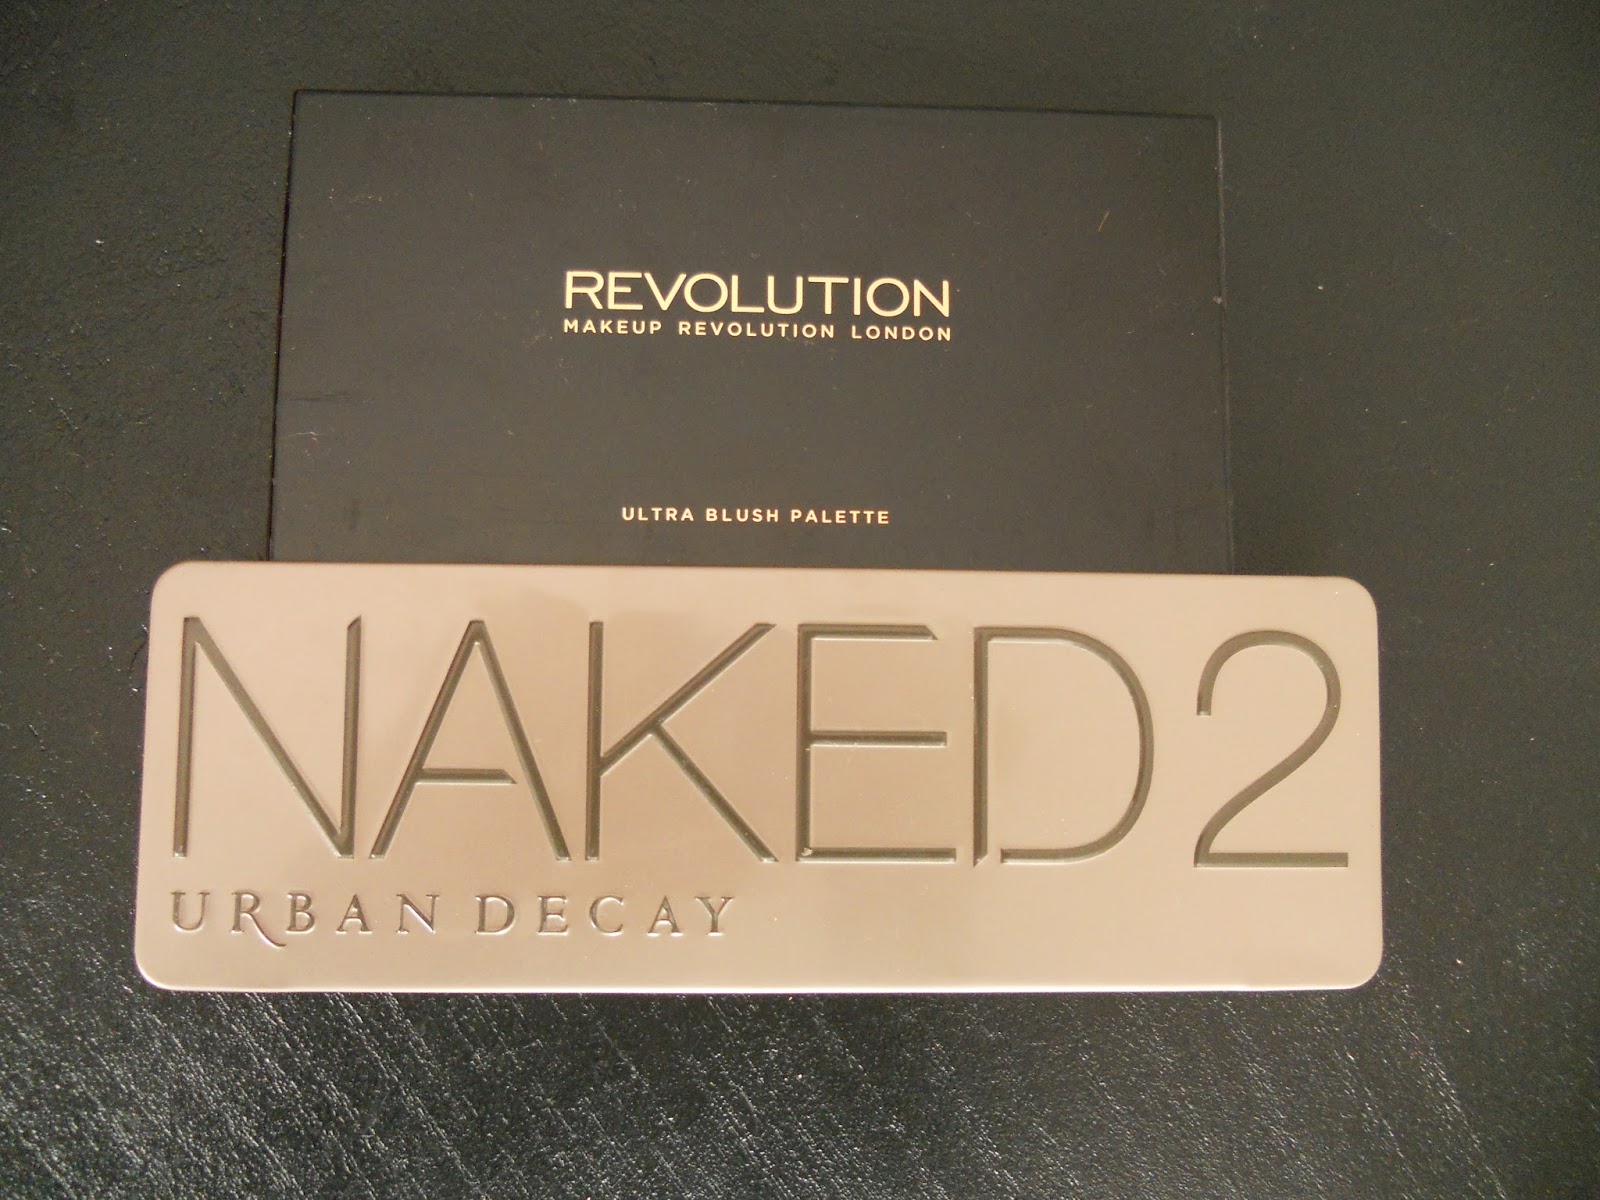 REVOLUTION
MAKEUP REVOLUTION LONDON
ULTRA BLUSH PALETTE
NAKED2
URBAN DECAY